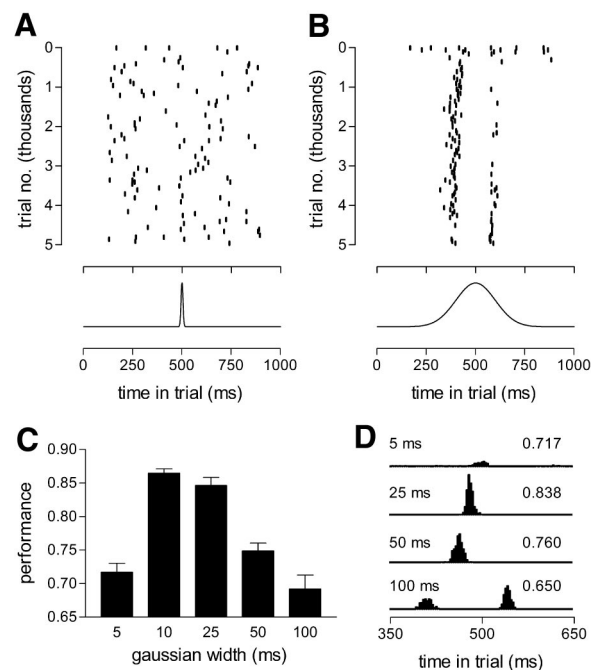 A
trial no. (thousands)
0
1
2
3
4
5
0 250 500 750 1000
time in trial (ms)
B
trial no. (thousands)
0
1
2
3
4
5
0 250 500 750 1000
time in trial (ms)
C
performance
0.90
0.85
0.80
0.75
0.70
0.65
5 10 25 50 100
gaussian width (ms)
D
5 ms 0.717
25 ms 0.838
50 ms 0.760
100 ms 0.650
350 500 650
time in trial (ms)